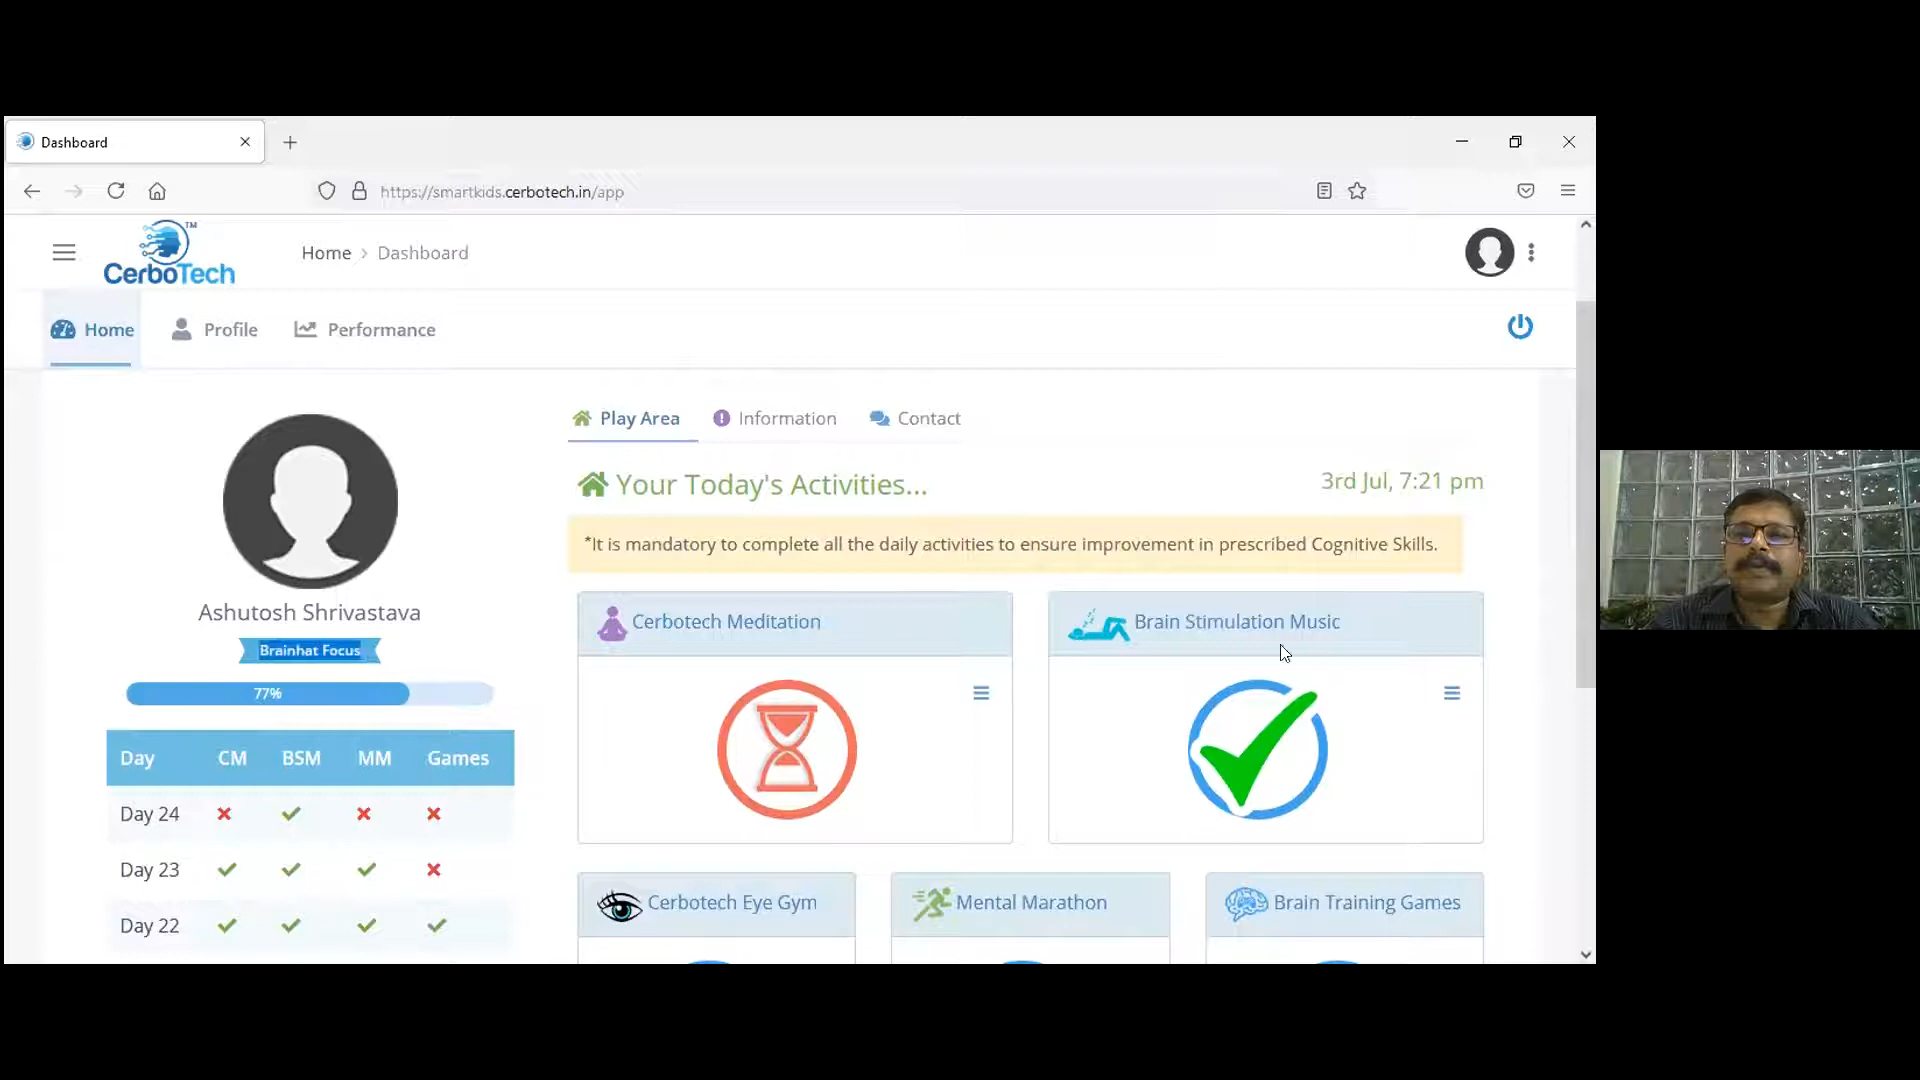 Dashboard
https://smartkids.cerbotech.in/app
TM
CerboTech
Home > Dashboard
Home Profile Performance
Play Area Information Contact
Your Today's Activities...
3rd Jul, 7:21 pm
*It is mandatory to complete all the daily activities to ensure improvement in prescribed Cognitive Skills.
Ashutosh Shrivastava
Brainhat Focus
77%
Day CM BSM MM Games
Day 24
Day 23
Day 22
Cerbotech Meditation
Brain Stimulation Music
Cerbotech Eye Gym
Mental Marathon
Brain Training Games